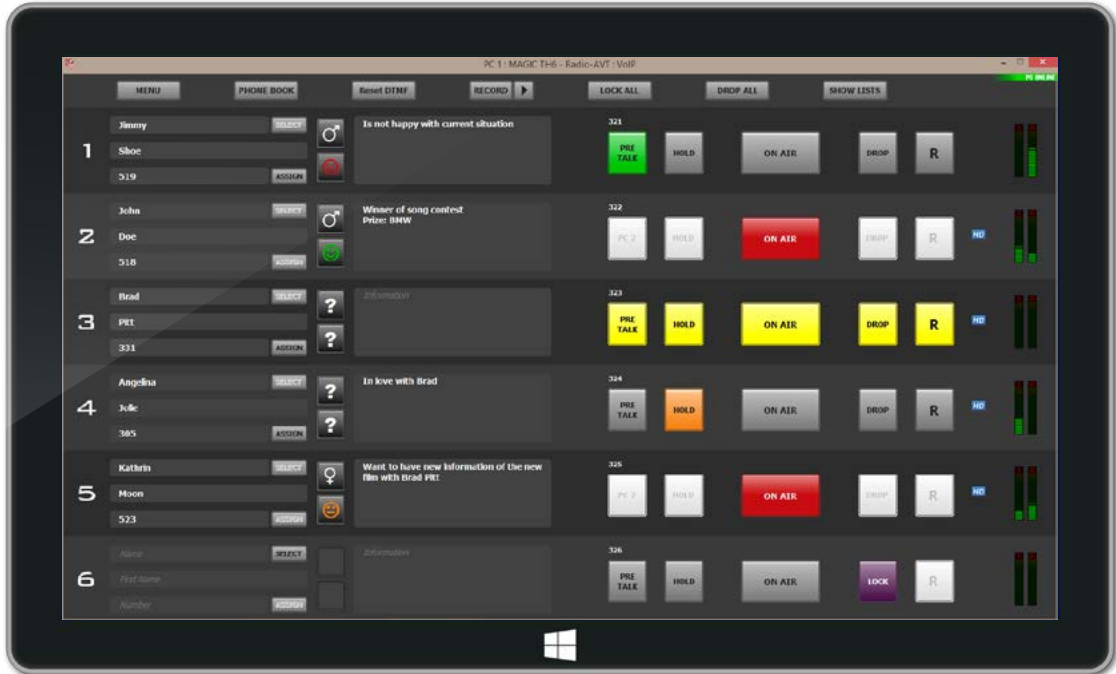 PC 1 : MAGIC TH6 - Radio-AVT : VoIP
PG ONLINE
MENU PHONE BOOK Reset DTMF RECORD LOCK ALL DROP ALL SHOW LISTS
1
Jimmy SELECT
Shoe
519 ASSIGN
Is not happy with current situation
321
PRE TALK HOLD ON AIR DROP R
2
John SELECT
Doe
518 ASSIGN
Winner of song contest
Prize: BMW
322
PC 2 HOLD ON AIR DROP R HD
3
Brad SELECT
Pitt
331 ASSIGN
? ?
Information
323
PRE TALK HOLD ON AIR DROP R HD
4
Angelina SELECT
Julie
305 ASSIGN
? ?
In love with Brad
324
PRE TALK HOLD ON AIR DROP R HD
5
Kathrin SELECT
Moon
523 ASSIGN
Want to have new information of the new
film with Brad Pitt
325
PC 2 HOLD ON AIR DROP R HD
6
Name SELECT
First Name
Number ASSIGN
Information
326
PRE TALK HOLD ON AIR LOCK R